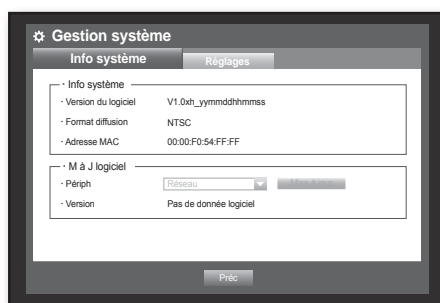 Gestion système
Info système Réglages
· Info système
· Version du logiciel V1.0xh_yymmddhhmmss
· Format diffusion NTSC
· Adresse MAC 00:00:F0:54:FF:FF
· M à J logiciel
· Périph Réseau
· Version Pas de donnée logiciel
Préc